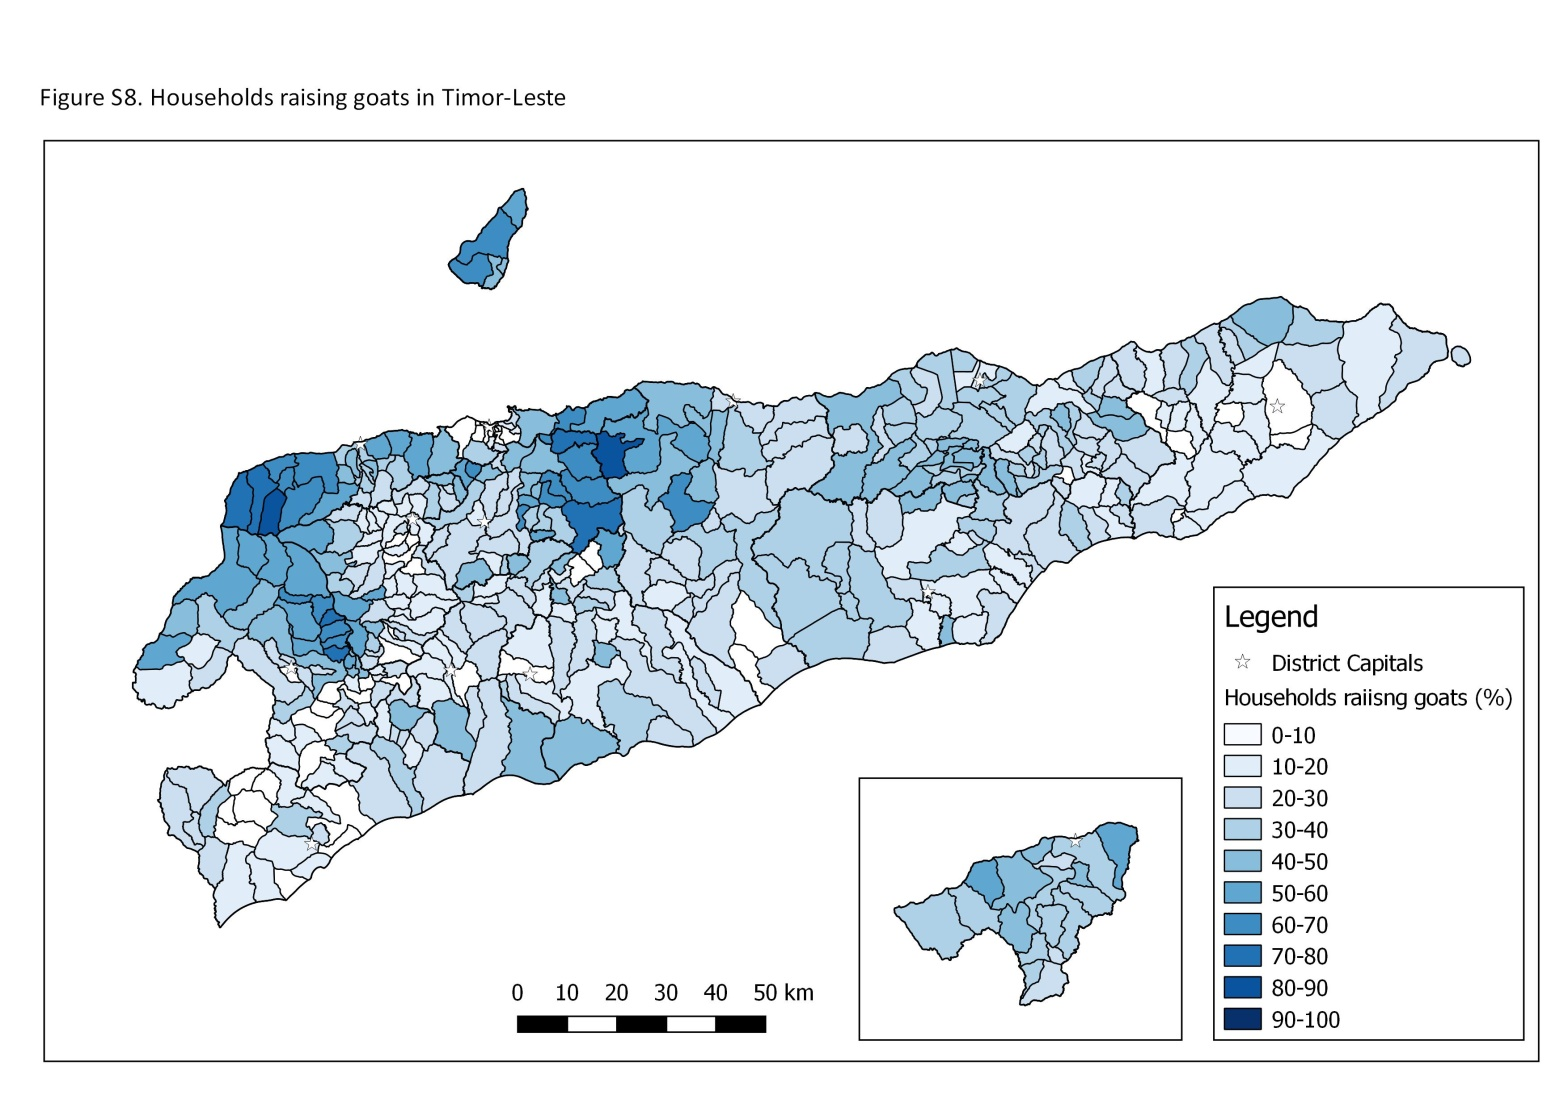 Figure S8. Households raising goats in Timor-Leste
Legend
District Capitals
Households raiisng goats (%)
0-10
10-20
20-30
30-40
40-50
50-60
60-70
70-80
80-90
90-100
0 10 20 30 40 50 km